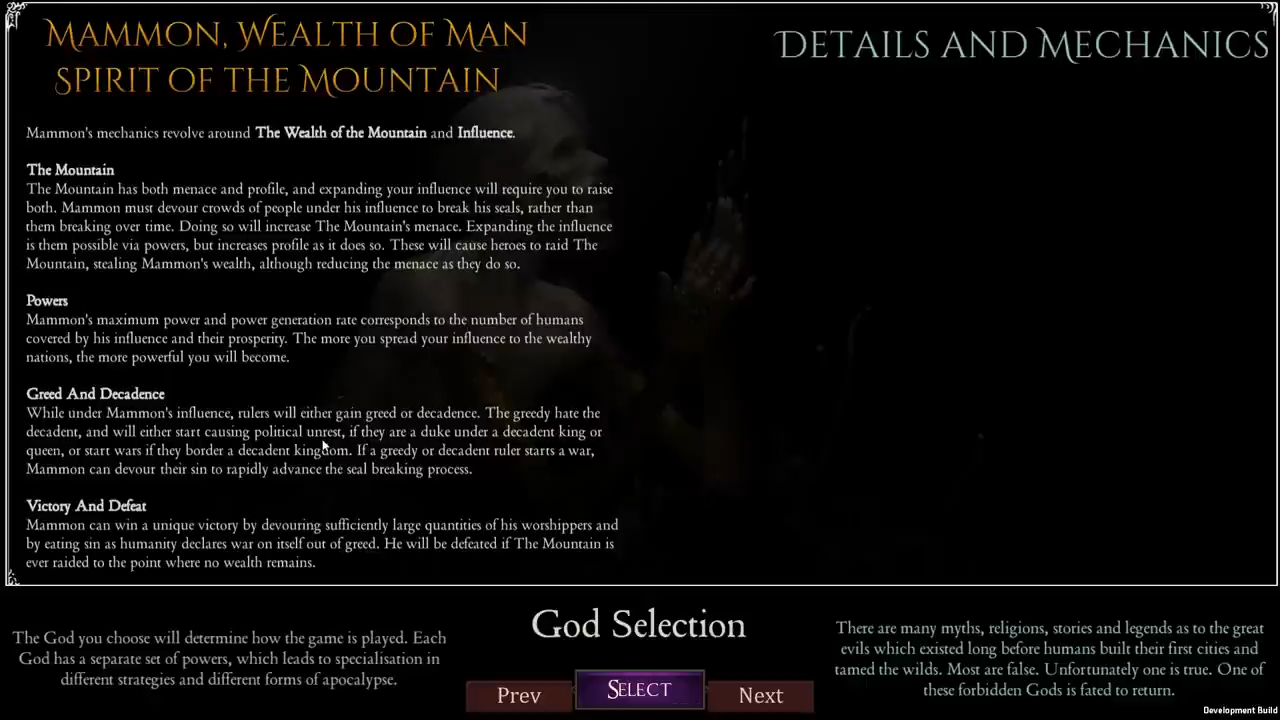 Mammon, Wealth of Man
Spirit of the Mountain
Details and Mechanics
Mammon's mechanics revolve around The Wealth of the Mountain and Influence.
The Mountain
The Mountain has both menace and profile, and expanding your influence will require you to raise
both. Mammon must devour crowds of people under his influence to break his seals, rather than
them breaking over time. Doing so will increase The Mountain's menace. Expanding the influence
is them possible via powers, but increases profile as it does so. These will cause heroes to raid The
Mountain, stealing Mammon's wealth, although reducing the menace as they do so.
Powers
Mammon's maximum power and power generation rate corresponds to the number of humans
covered by his influence and their prosperity. The more you spread your influence to the wealthy
nations, the more powerful you will become.
Greed And Decadence
While under Mammon's influence, rulers will either gain greed or decadence. The greedy hate the
decadent, and will either start causing political unrest, if they are a duke under a decadent king or
queen, or start wars if they border a decadent kingdom. If a greedy or decadent ruler starts a war,
Mammon can devour their sin to rapidly advance the seal breaking process.
Victory And Defeat
Mammon can win a unique victory by devouring sufficiently large quantities of his worshippers and
by eating sin as humanity declares war on itself out of greed. He will be defeated if The Mountain is
ever raided to the point where no wealth remains.
The God you choose will determine how the game is played. Each
God has a separate set of powers, which leads to specialisation in
different strategies and different forms of apocalypse.
God Selection
Prev
Select
Next
There are many myths, religions, stories and legends as to the great
evils which existed long before humans built their first cities and
tamed the wilds. Most are false. Unfortunately one is true. One of
these forbidden Gods is fated to return.
Development Build